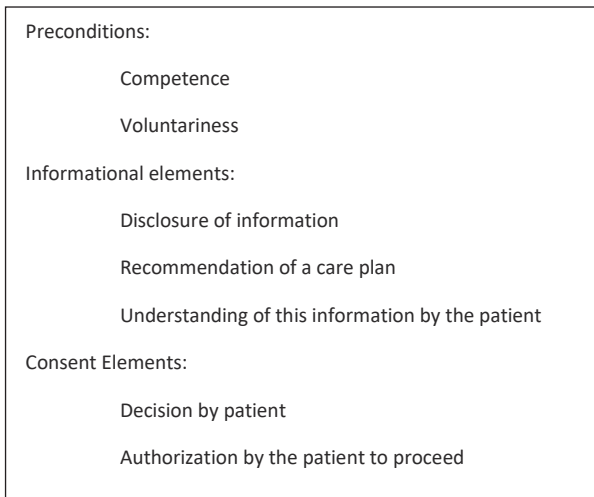 Preconditions:
Competence
Voluntariness
Informational elements:
Disclosure of information
Recommendation of a care plan
Understanding of this information by the patient
Consent Elements:
Decision by patient
Authorization by the patient to proceed